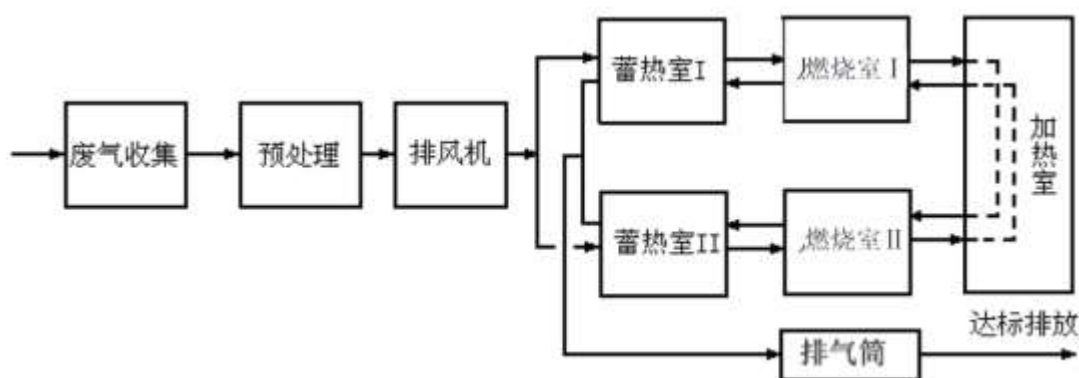 废气收集
预处理
排风机
蓄热室I
燃烧室Ⅰ
蓄热室II
燃烧室Ⅱ
加热室
排气筒
达标排放